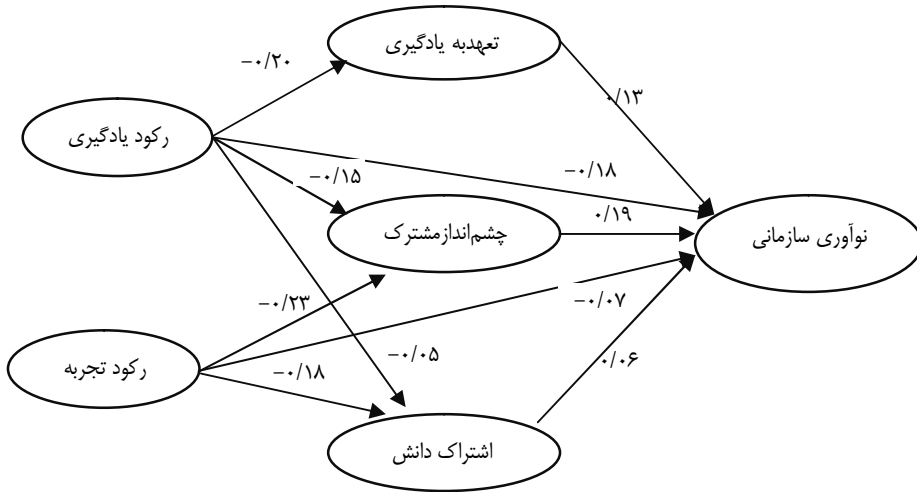 تعهدبه یادگیری
−۰/۲۰
۰/۱۳
رکود یادگیری
−۰/۱۸
−۰/۱۵
۰/۱۹
چشم‌اندازمشترک
نوآوری سازمانی
−۰/۲۳
−۰/۰۷
−۰/۰۵
۰/۰۶
رکود تجربه
−۰/۱۸
اشتراک دانش